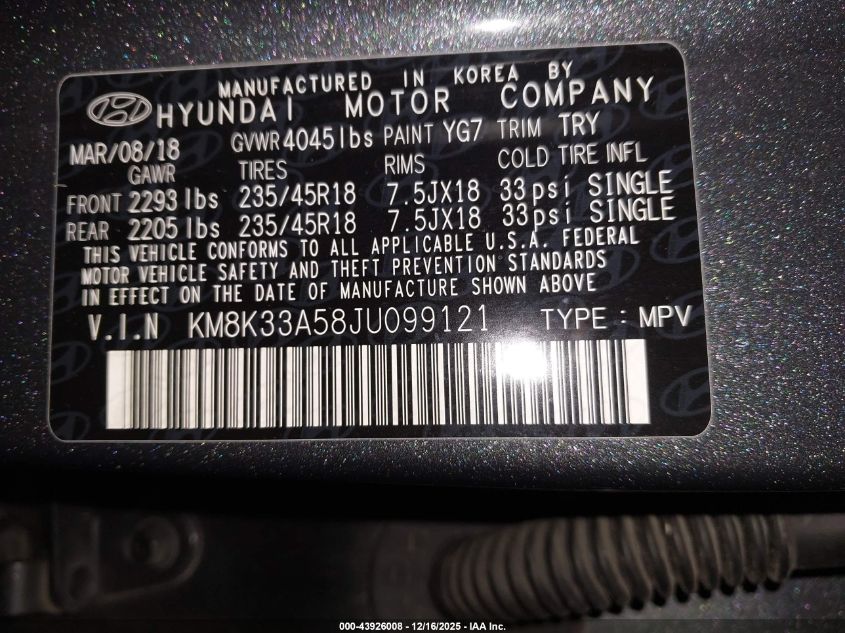 MANUFACTURED IN KOREA BY
HYUNDAI MOTOR COMPANY
MAR/08/18 GVWR 4045 lbs PAINT YG7 TRIM TRY
GAWR TIRES RIMS COLD TIRE INFL
FRONT 2293 lbs 235/45R18 7.5JX18 33 psi SINGLE
REAR 2205 lbs 235/45R18 7.5JX18 33 psi SINGLE
THIS VEHICLE CONFORMS TO ALL APPLICABLE U.S.A. FEDERAL
MOTOR VEHICLE SAFETY AND THEFT PREVENTION STANDARDS
IN EFFECT ON THE DATE OF MANUFACTURE SHOWN ABOVE
V.I.N KM8K33A58JU099121 TYPE : MPV
000-43926008 - 12/16/2025 - IAA Inc.